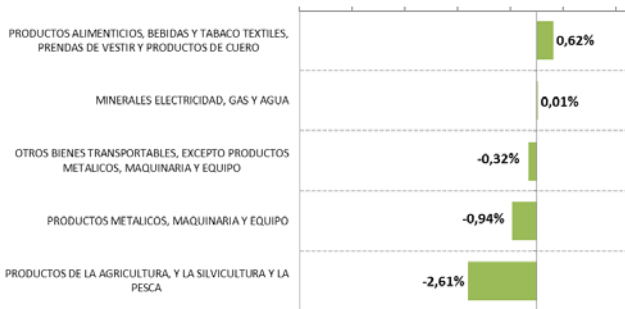 PRODUCTOS ALIMENTICIOS, BEBIDAS Y TABACO TEXTILES,
PRENDAS DE VESTIR Y PRODUCTOS DE CUERO
0,62%
MINERALES ELECTRICIDAD, GAS Y AGUA
0,01%
OTROS BIENES TRANSPORTABLES, EXCEPTO PRODUCTOS
METALICOS, MAQUINARIA Y EQUIPO
-0,32%
PRODUCTOS METALICOS, MAQUINARIA Y EQUIPO
-0,94%
PRODUCTOS DE LA AGRICULTURA, Y LA SILVICULTURA Y LA
PESCA
-2,61%